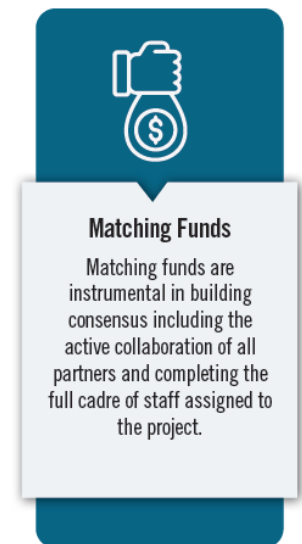 $
Matching Funds
Matching funds are
instrumental in building
consensus including the
active collaboration of all
partners and completing the
full cadre of staff assigned to
the project.